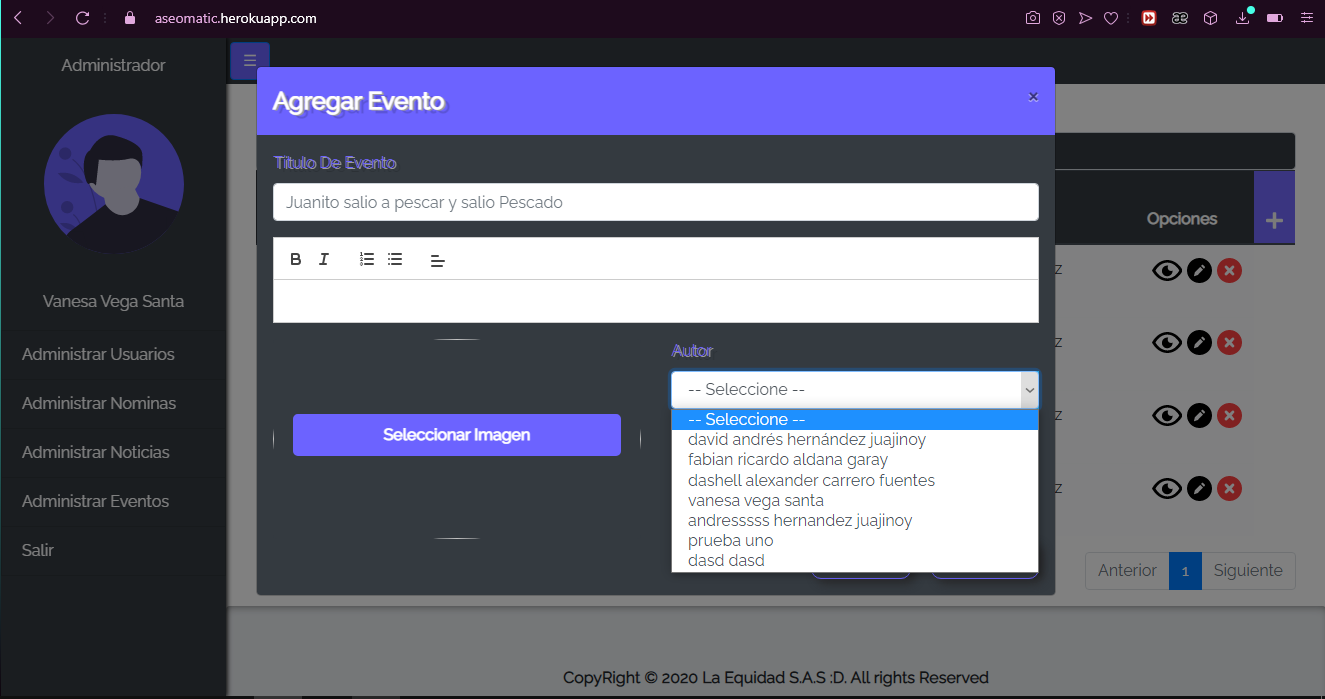 aseomatic.herokuapp.com
Administrador
Vanesa Vega Santa
Administrar Usuarios
Administrar Nominas
Administrar Noticias
Administrar Eventos
Salir
Agregar Evento
×
Titulo De Evento
Juanito salio a pescar y salio Pescado
B I
Seleccionar Imagen
Autor
-- Seleccione --
-- Seleccione --
david andrés hernández juajinoy
fabian ricardo aldana garay
dashell alexander carrero fuentes
vanesa vega santa
andresssss hernandez juajinoy
prueba uno
dasd dasd
Opciones
+
z
z
z
z
Anterior 1 Siguiente
CopyRight © 2020 La Equidad S.A.S :D. All rights Reserved